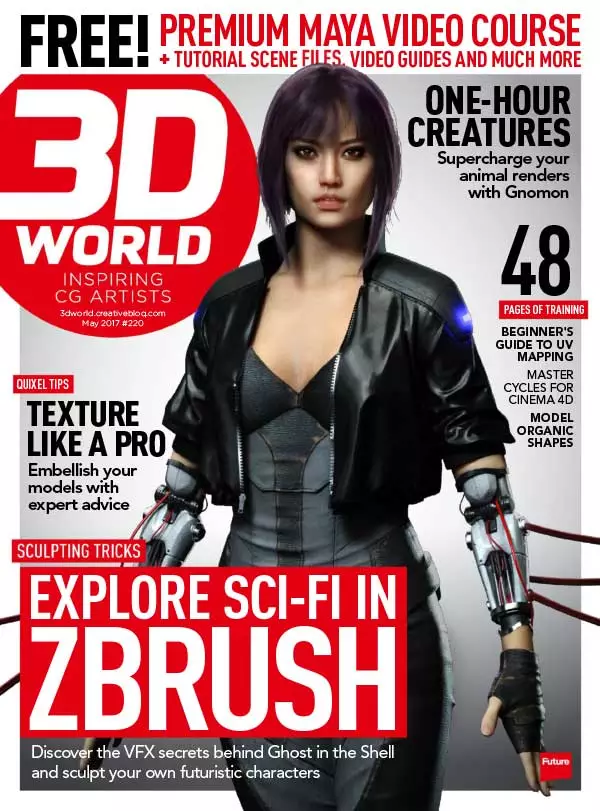 FREE!
PREMIUM MAYA VIDEO COURSE
+ TUTORIAL SCENE FILES, VIDEO GUIDES AND MUCH MORE
3D
WORLD
INSPIRING
CG ARTISTS
3dworld.creativebloq.com
May 2017 #220
ONE-HOUR
CREATURES
Supercharge your
animal renders
with Gnomon
48
PAGES OF TRAINING
BEGINNER'S
GUIDE TO UV
MAPPING
MASTER
CYCLES FOR
CINEMA 4D
MODEL
ORGANIC
SHAPES
QUIXEL TIPS
TEXTURE
LIKE A PRO
Embellish your
models with
expert advice
SCULPTING TRICKS
EXPLORE SCI-FI IN
ZBRUSH
Discover the VFX secrets behind Ghost in the Shell
and sculpt your own futuristic characters
Future